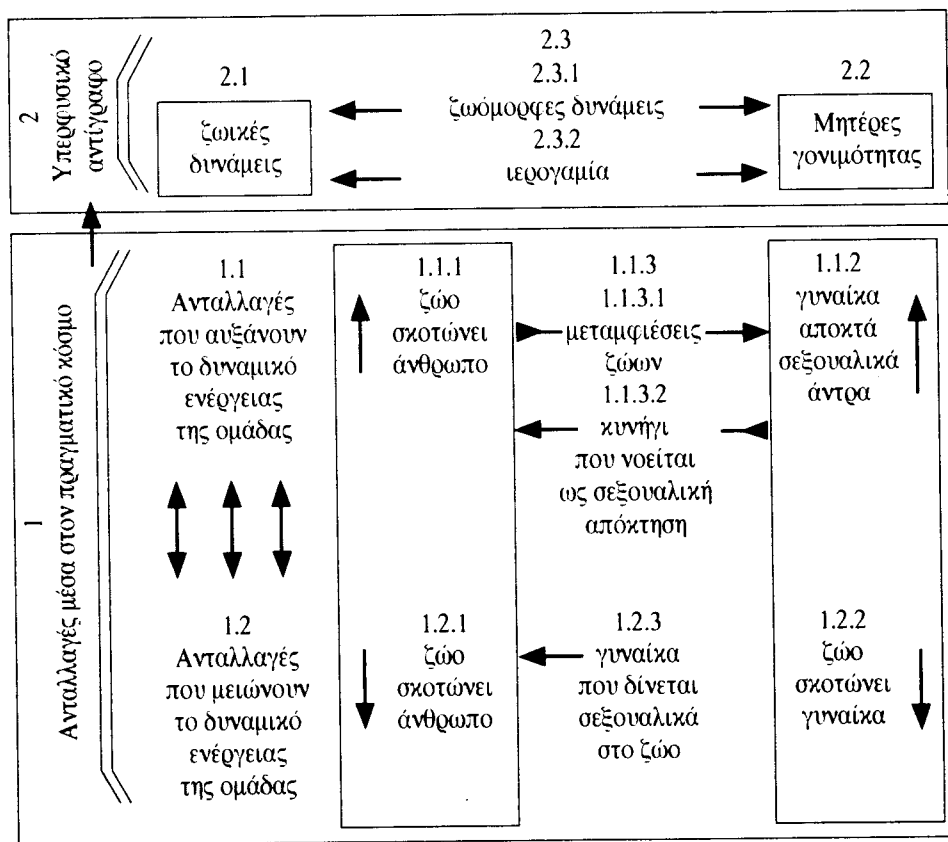 2
Υπερφυσικό
αντίγραφο
2.1
ζωικές
δυνάμεις
2.3
2.3.1
ζωόμορφες δυνάμεις
2.3.2
ιερογαμία
2.2
Μητέρες
γονιμότητας
1
Ανταλλαγές μέσα στον πραγματικό κόσμο
1.1
Ανταλλαγές
που αυξάνουν
το δυναμικό
ενέργειας
της ομάδας
1.1.1
ζώο
σκοτώνει
άνθρωπο
1.1.3
1.1.3.1
μεταμφιέσεις
ζώων
1.1.3.2
κυνήγι
που νοείται
ως σεξουαλική
απόκτηση
1.1.2
γυναίκα
αποκτά
σεξουαλικά
άντρα
1.2
Ανταλλαγές
που μειώνουν
το δυναμικό
ενέργειας
της ομάδας
1.2.1
ζώο
σκοτώνει
άνθρωπο
1.2.3
γυναίκα
που δίνεται
σεξουαλικά
στο ζώο
1.2.2
ζώο
σκοτώνει
γυναίκα